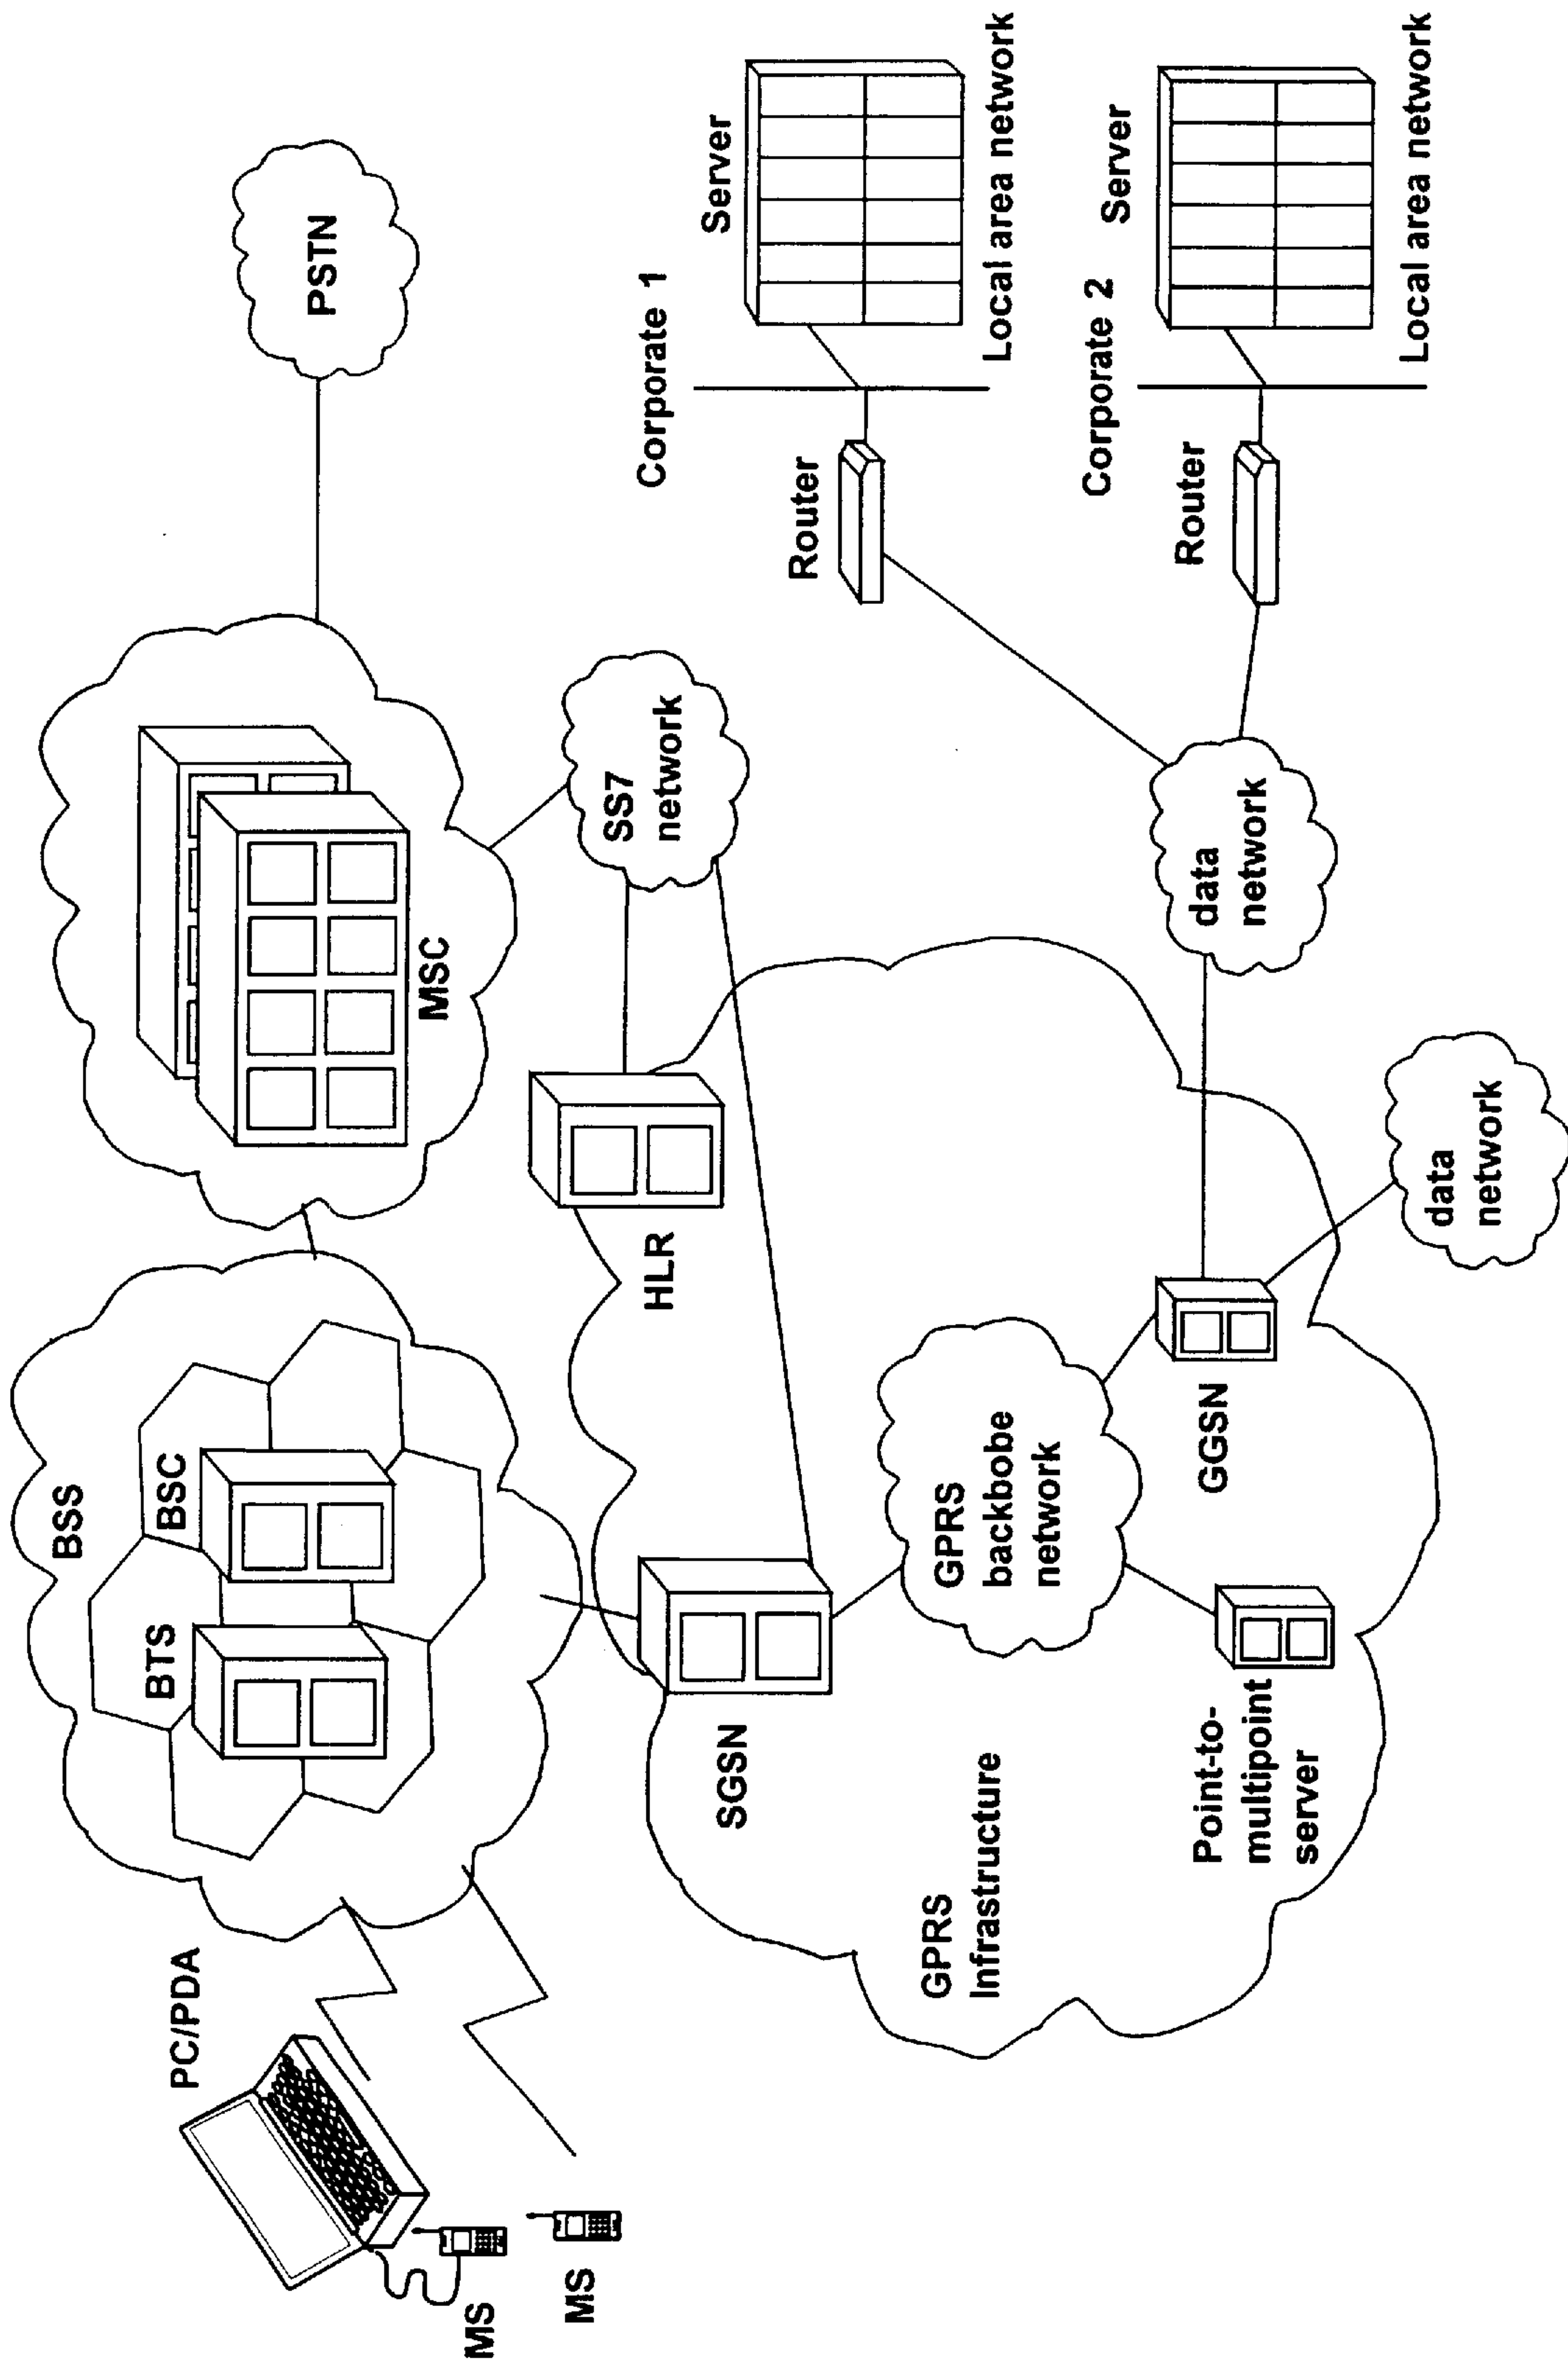 PC/PDA
MS
MS
BSS
BTS
BSC
MSC
PSTN
SS7
network
HLR
SGSN
GPRS
Infrastructure
GPRS
backbobe
network
Point-to-
multipoint
server
GGSN
data
network
data
network
Corporate 1
Router
Server
Local area network
Corporate 2
Router
Server
Local area network